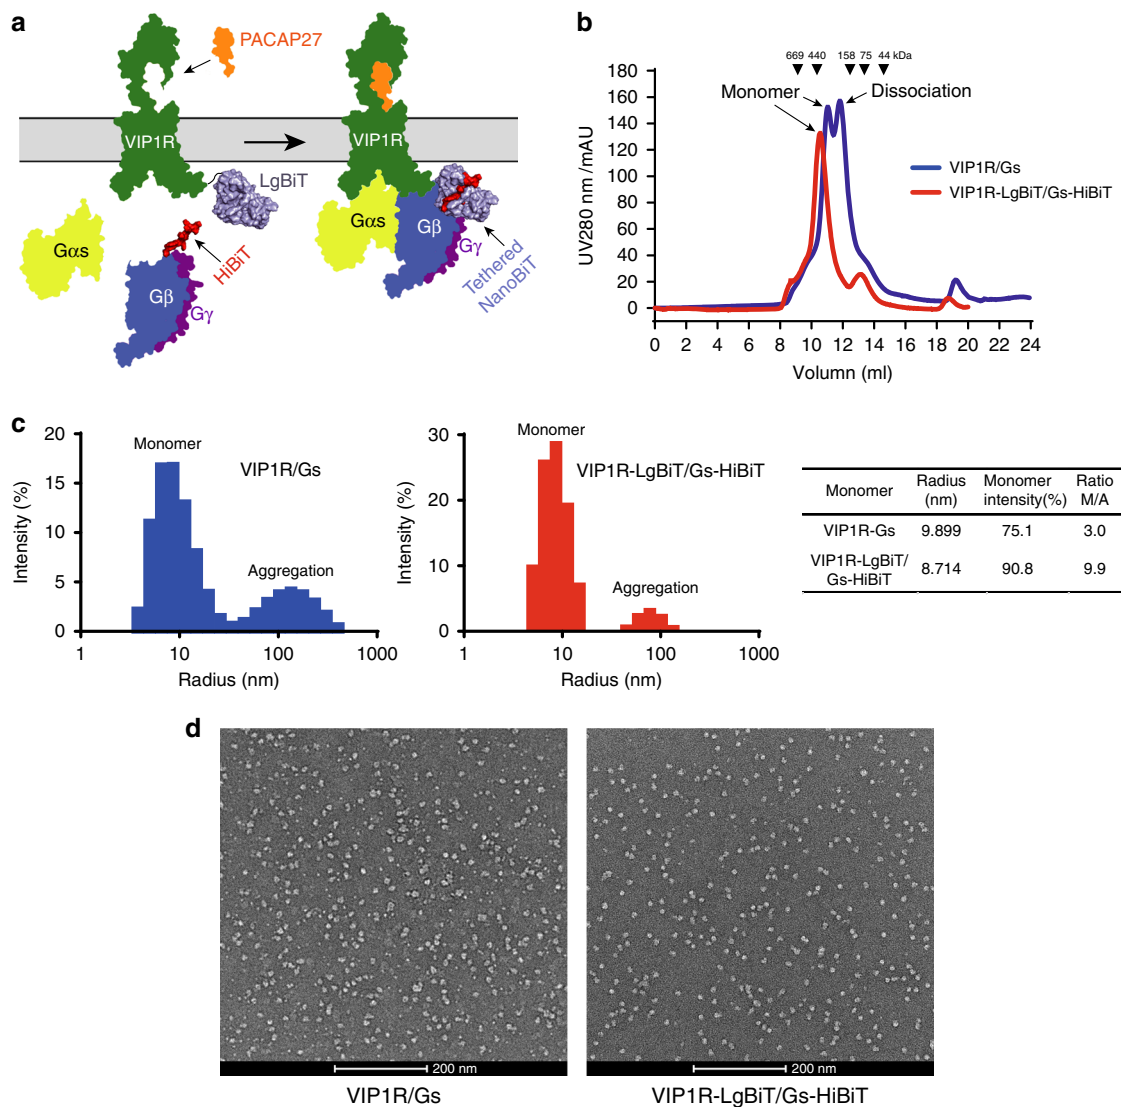 a
PACAP27
VIP1R
VIP1R
LgBiT
Gαs
HiBiT
Gβ
Gγ
Gαs
Gβ
Gγ
Tethered
NanoBiT
b
669 440 158 75 44 kDa
180
160
140
120
100
80
60
40
20
0
UV280 nm /mAU
Monomer
Dissociation
VIP1R/Gs
VIP1R-LgBiT/Gs-HiBiT
0 2 4 6 8 10 12 14 16 18 20 22 24
Volumn (ml)
c
20
15
10
5
0
Intensity (%)
Monomer
VIP1R/Gs
Aggregation
1 10 100 1000
Radius (nm)
30
20
10
0
Intensity (%)
Monomer
VIP1R-LgBiT/Gs-HiBiT
Aggregation
1 10 100 1000
Radius (nm)
Monomer Radius (nm) Monomer intensity(%) Ratio M/A
VIP1R-Gs 9.899 75.1 3.0
VIP1R-LgBiT/ Gs-HiBiT 8.714 90.8 9.9
d
200 nm
VIP1R/Gs
200 nm
VIP1R-LgBiT/Gs-HiBiT